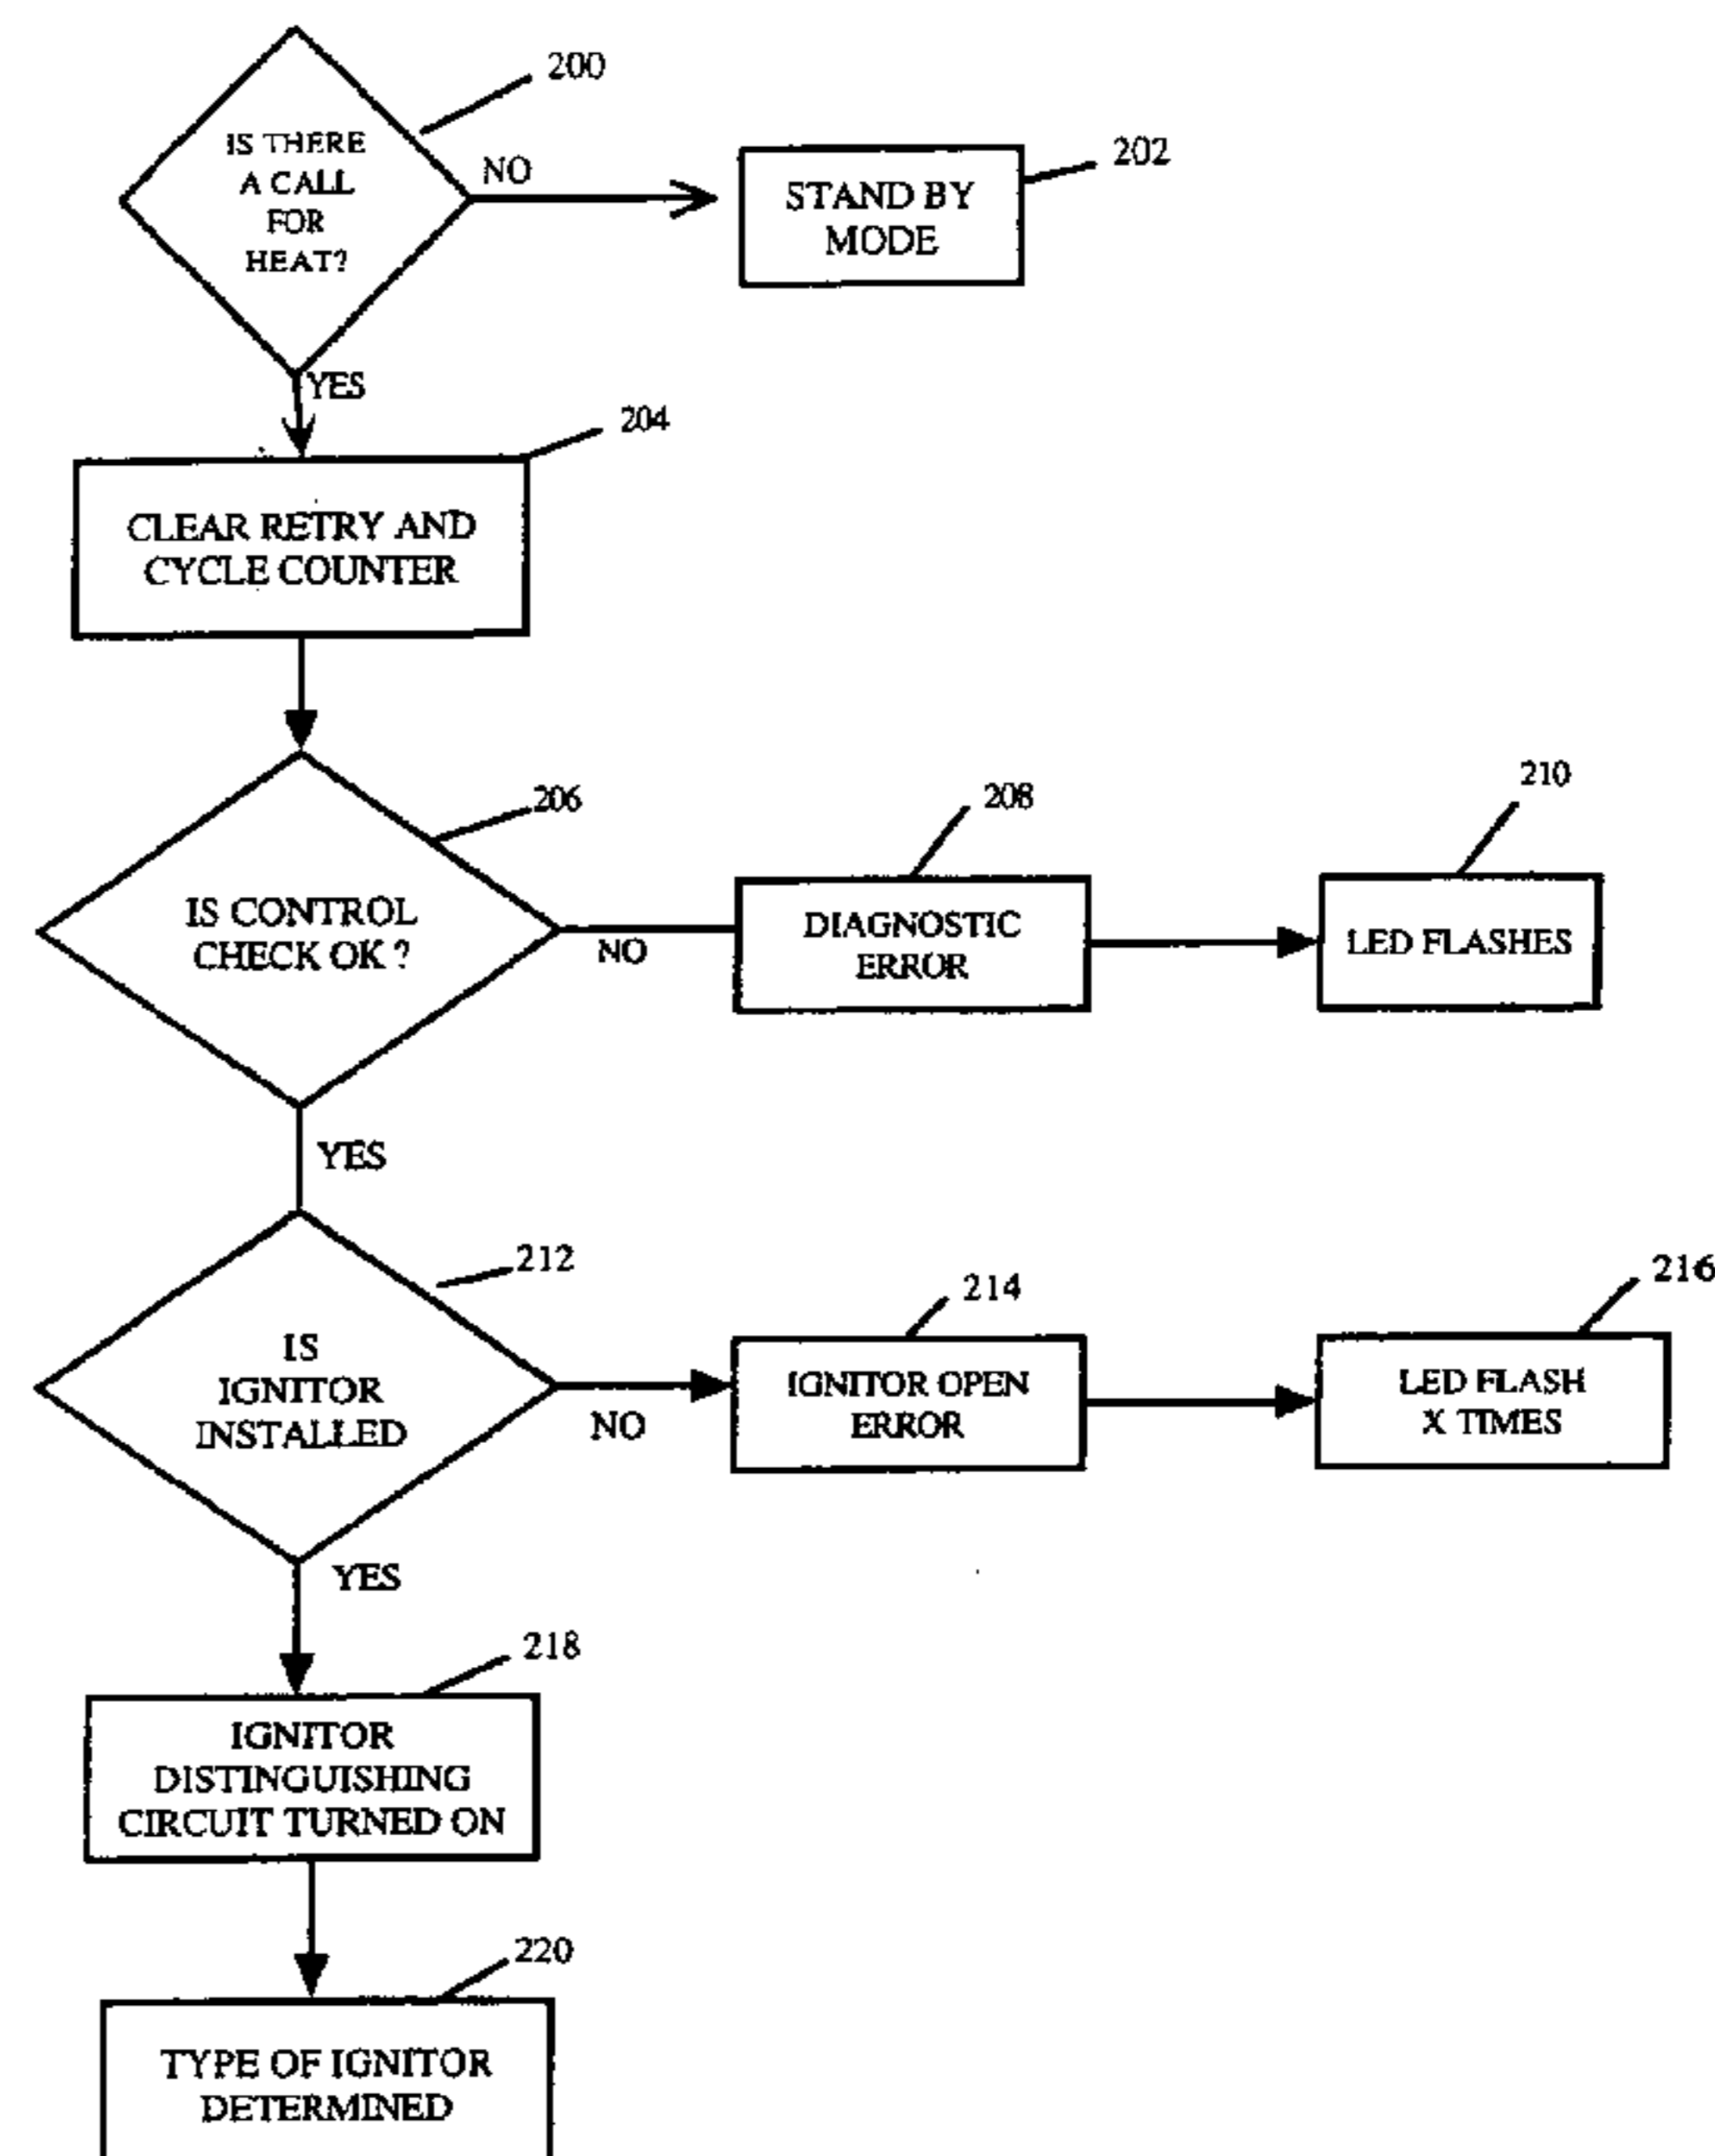 200
IS THERE
A CALL
FOR
HEAT?
NO
STAND BY
MODE
202
YES
204
CLEAR RETRY AND
CYCLE COUNTER
206
IS CONTROL
CHECK OK ?
NO
208
DIAGNOSTIC
ERROR
210
LED FLASHES
YES
212
IS
IGNITOR
INSTALLED
NO
214
IGNITOR OPEN
ERROR
216
LED FLASH
X TIMES
YES
218
IGNITOR
DISTINGUISHING
CIRCUIT TURNED ON
220
TYPE OF IGNITOR
DETERMINED